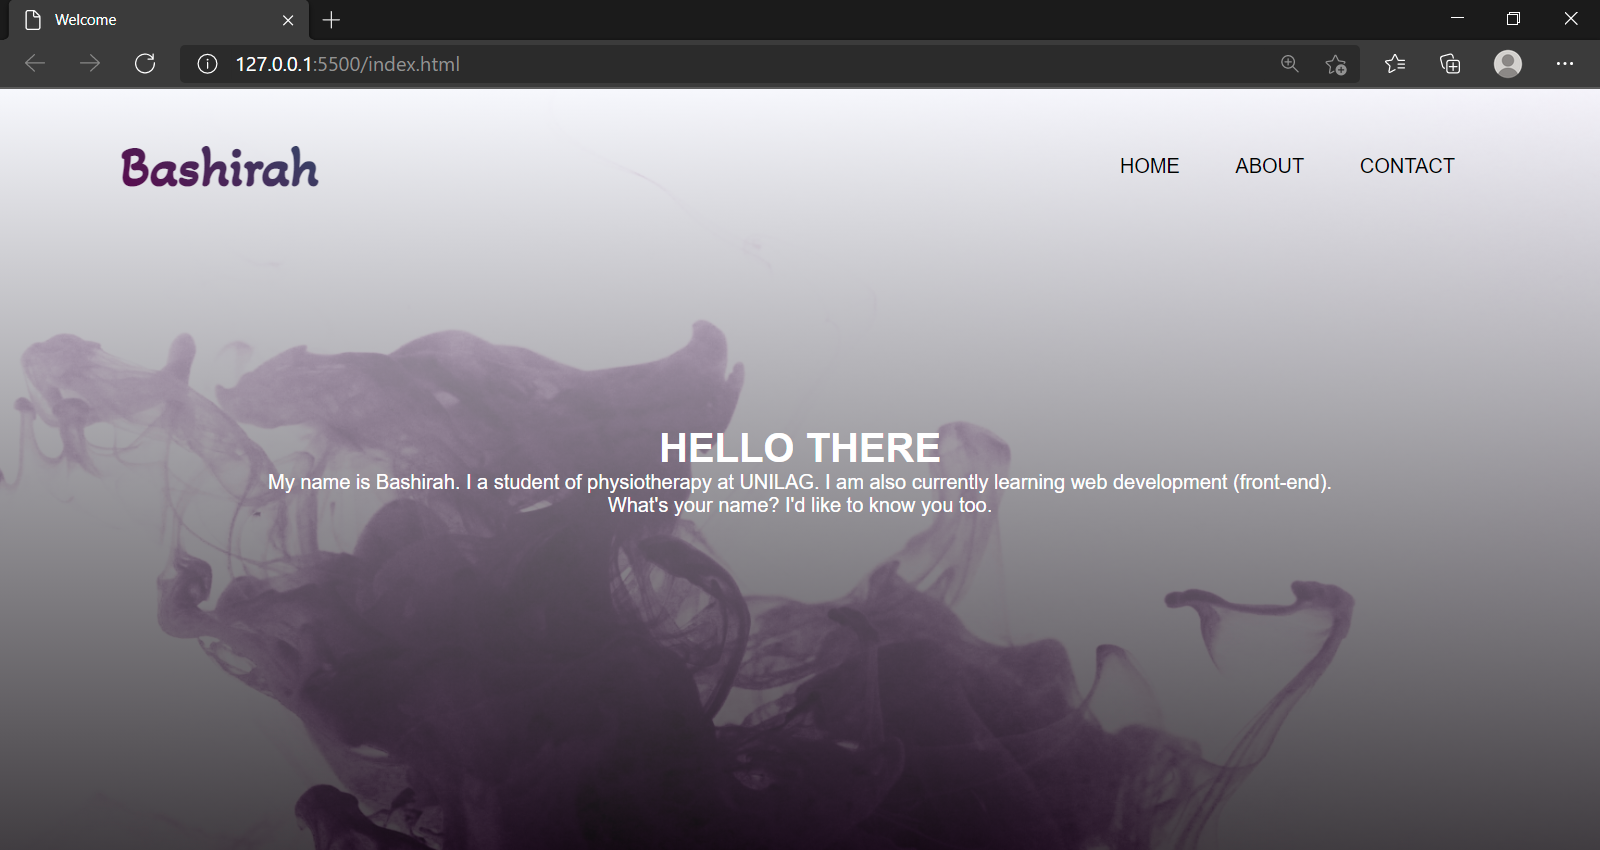 Welcome
127.0.0.1:5500/index.html
Bashirah
HOME ABOUT CONTACT
HELLO THERE
My name is Bashirah. I a student of physiotherapy at UNILAG. I am also currently learning web development (front-end).
What's your name? I'd like to know you too.